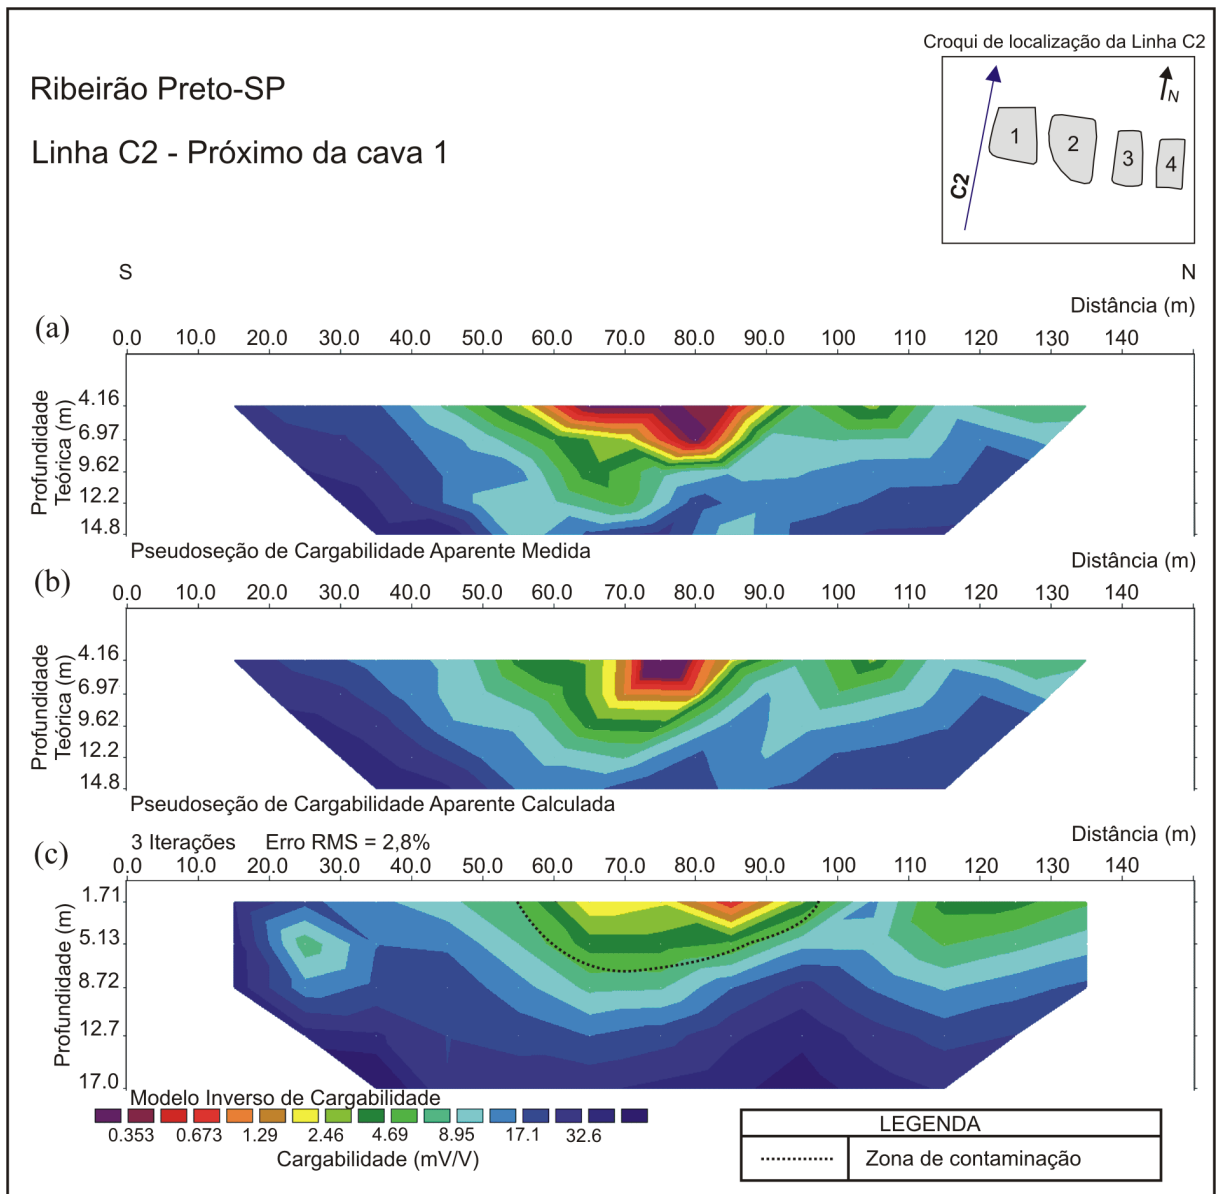 Croqui de localização da Linha C2
Ribeirão Preto-SP
Linha C2 - Próximo da cava 1
N
1 2 3 4
C2
S N
Distância (m)
(a)
0.0 10.0 20.0 30.0 40.0 50.0 60.0 70.0 80.0 90.0 100 110 120 130 140
Profundidade
Teórica (m)
4.16
6.97
9.62
12.2
14.8
Pseudoseção de Cargabilidade Aparente Medida
Distância (m)
(b)
0.0 10.0 20.0 30.0 40.0 50.0 60.0 70.0 80.0 90.0 100 110 120 130 140
Profundidade
Teórica (m)
4.16
6.97
9.62
12.2
14.8
Pseudoseção de Cargabilidade Aparente Calculada
3 Iterações Erro RMS = 2,8%
Distância (m)
(c)
0.0 10.0 20.0 30.0 40.0 50.0 60.0 70.0 80.0 90.0 100 110 120 130 140
Profundidade (m)
1.71
5.13
8.72
12.7
17.0
Modelo Inverso de Cargabilidade
0.353 0.673 1.29 2.46 4.69 8.95 17.1 32.6
Cargabilidade (mV/V)
LEGENDA
Zona de contaminação